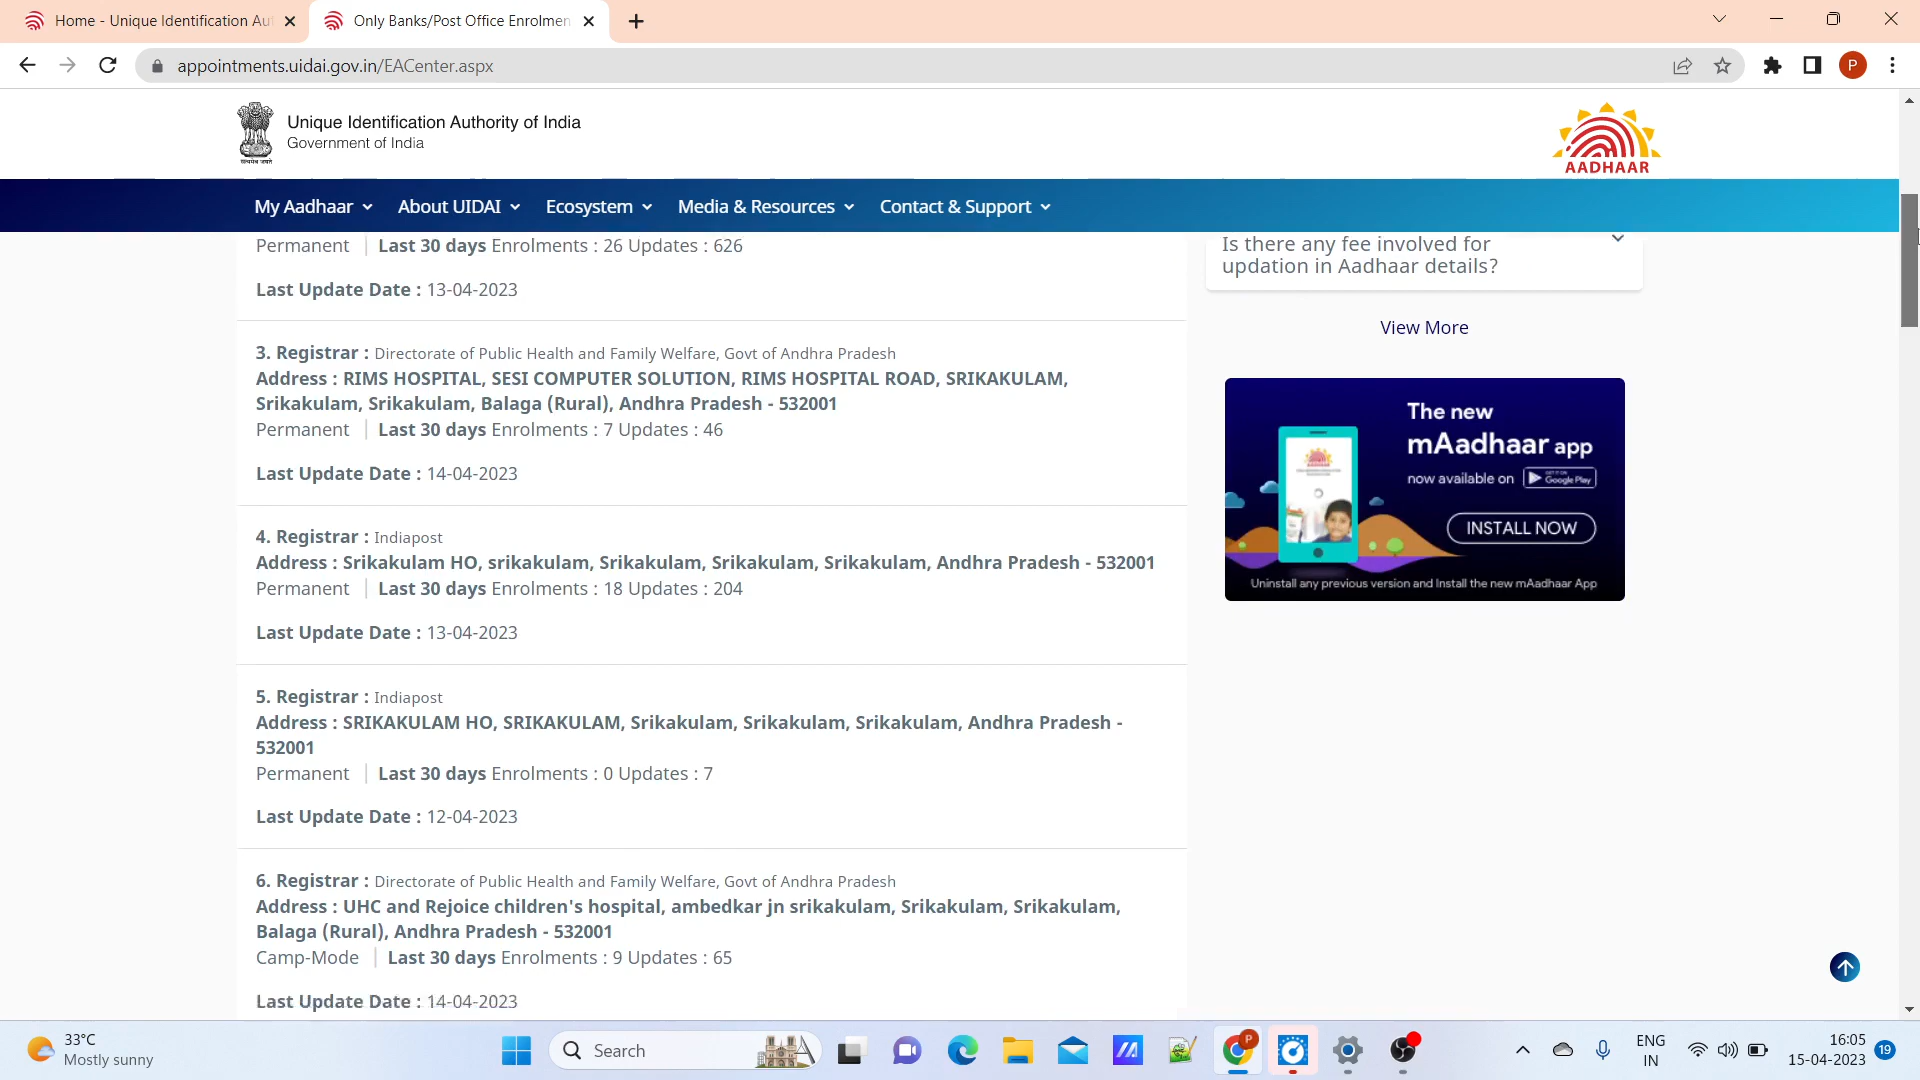 Home - Unique Identification Au
Only Banks/Post Office Enrolmen
appointments.uidai.gov.in/EACenter.aspx
P
Unique Identification Authority of India
Government of India
AADHAAR
My Aadhaar
About UIDAI
Ecosystem
Media & Resources
Contact & Support
Permanent | Last 30 days Enrolments : 26 Updates : 626
Last Update Date : 13-04-2023
3. Registrar : Directorate of Public Health and Family Welfare, Govt of Andhra Pradesh
Address : RIMS HOSPITAL, SESI COMPUTER SOLUTION, RIMS HOSPITAL ROAD, SRIKAKULAM,
Srikakulam, Srikakulam, Balaga (Rural), Andhra Pradesh - 532001
Permanent | Last 30 days Enrolments : 7 Updates : 46
Last Update Date : 14-04-2023
4. Registrar : Indiapost
Address : Srikakulam HO, srikakulam, Srikakulam, Srikakulam, Srikakulam, Andhra Pradesh - 532001
Permanent | Last 30 days Enrolments : 18 Updates : 204
Last Update Date : 13-04-2023
5. Registrar : Indiapost
Address : SRIKAKULAM HO, SRIKAKULAM, Srikakulam, Srikakulam, Srikakulam, Andhra Pradesh -
532001
Permanent | Last 30 days Enrolments : 0 Updates : 7
Last Update Date : 12-04-2023
6. Registrar : Directorate of Public Health and Family Welfare, Govt of Andhra Pradesh
Address : UHC and Rejoice children's hospital, ambedkar jn srikakulam, Srikakulam, Srikakulam,
Balaga (Rural), Andhra Pradesh - 532001
Camp-Mode | Last 30 days Enrolments : 9 Updates : 65
Last Update Date : 14-04-2023
Is there any fee involved for
updation in Aadhaar details?
View More
The new
mAadhaar app
now available on
GET IT ON
Google Play
INSTALL NOW
Uninstall any previous version and Install the new mAadhaar App
33°C
Mostly sunny
Search
P
ENG
IN
16:05
15-04-2023
19